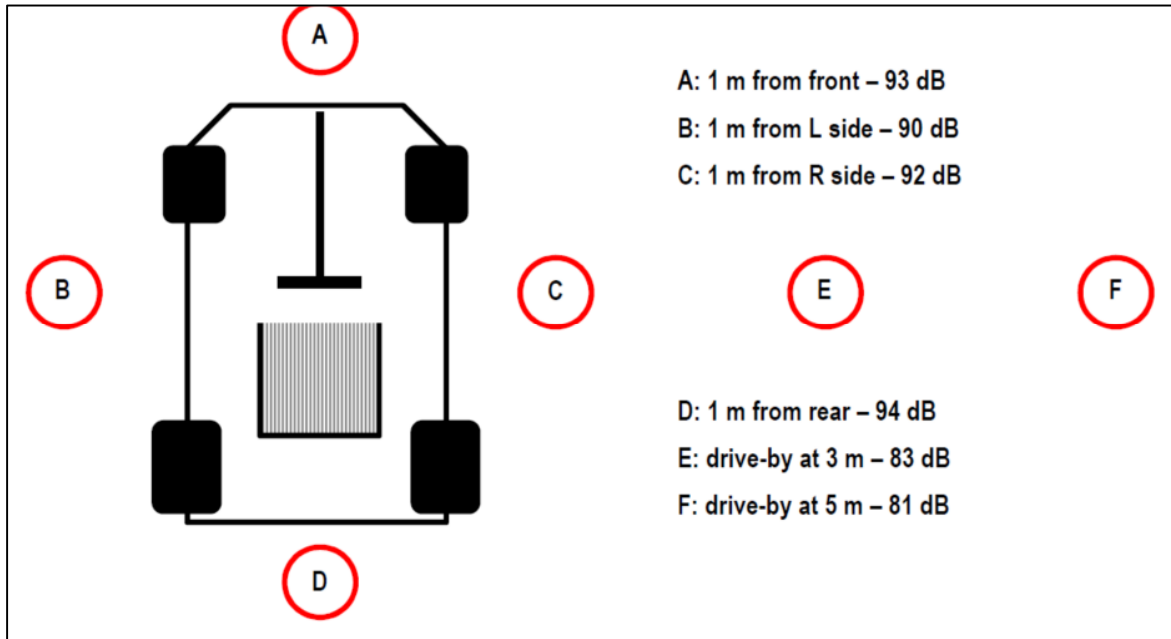 A
A: 1 m from front – 93 dB
B: 1 m from L side – 90 dB
C: 1 m from R side – 92 dB
B
C
E
F
D: 1 m from rear – 94 dB
E: drive-by at 3 m – 83 dB
F: drive-by at 5 m – 81 dB
D